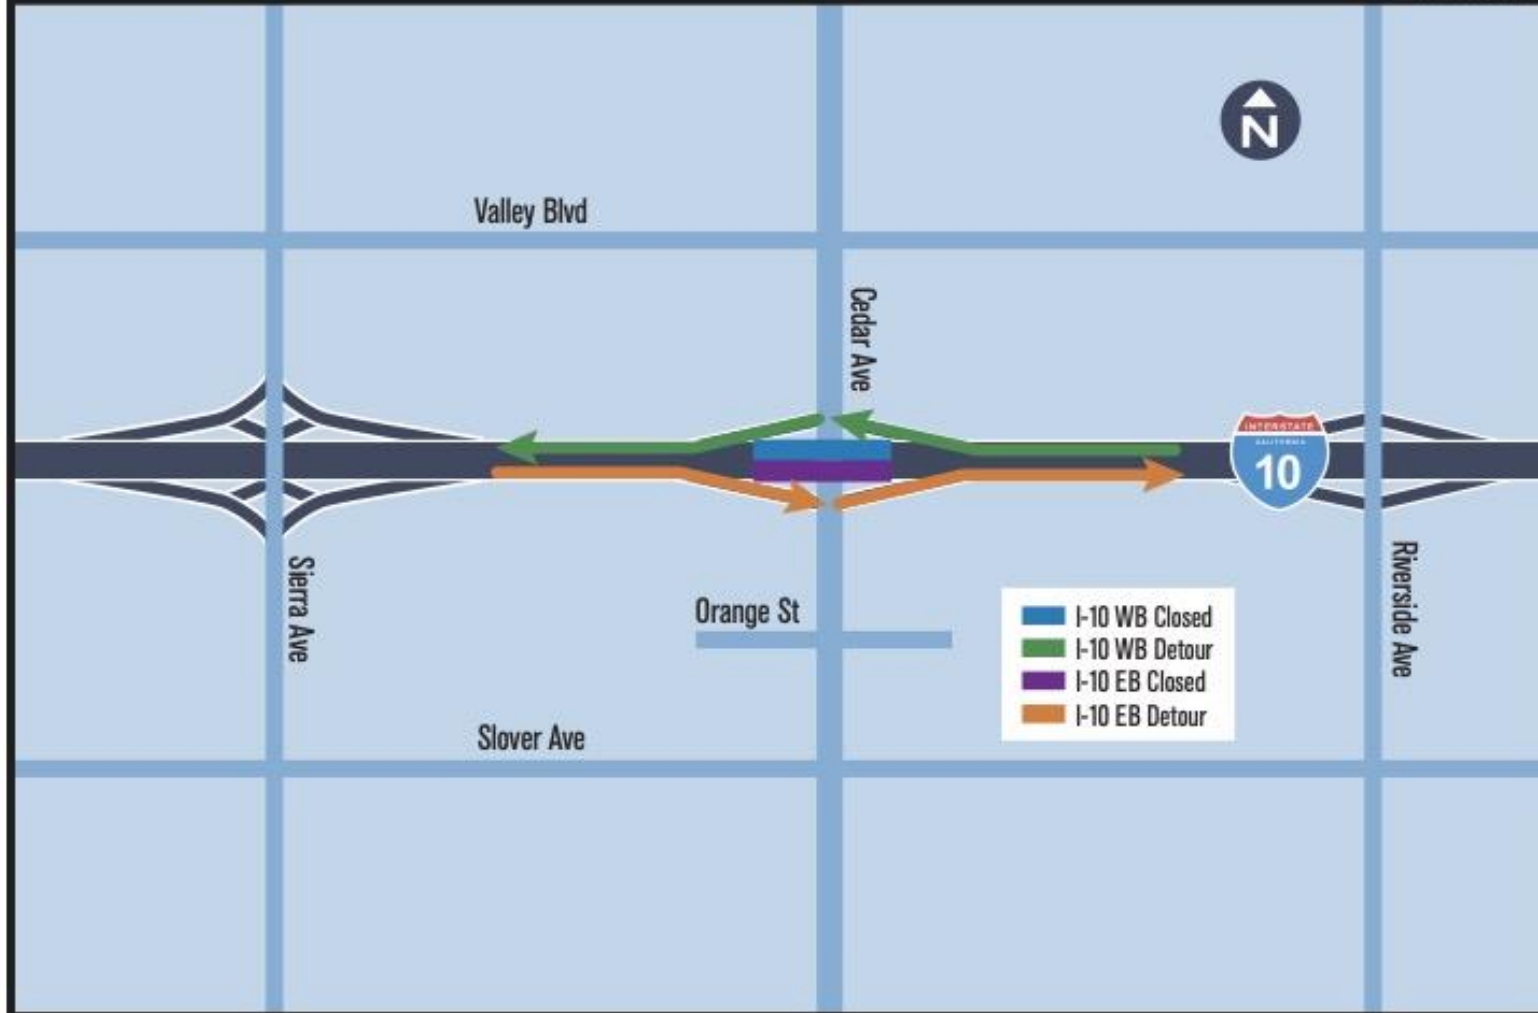 N
Valley Blvd
Cedar Ave
INTERSTATE
CALIFORNIA
10
Sierra Ave
Orange St
Riverside Ave
I-10 WB Closed
I-10 WB Detour
I-10 EB Closed
I-10 EB Detour
Slover Ave